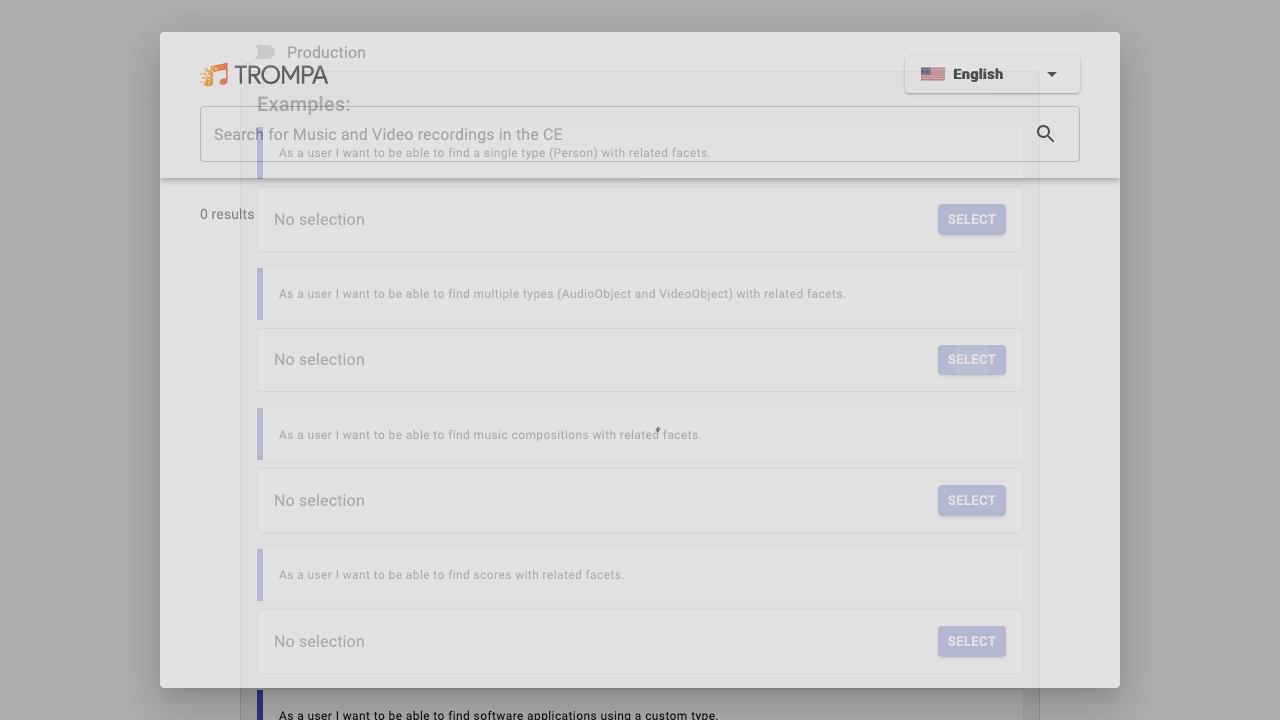 Production
TROMPA
English
Examples:
Search for Music and Video recordings in the CE
As a user I want to be able to find a single type (Person) with related facets.
0 results
No selection
SELECT
As a user I want to be able to find multiple types (AudioObject and VideoObject) with related facets.
No selection
SELECT
As a user I want to be able to find music compositions with related facets.
No selection
SELECT
As a user I want to be able to find scores with related facets.
No selection
SELECT
As a user I want to be able to find software applications using a custom type.